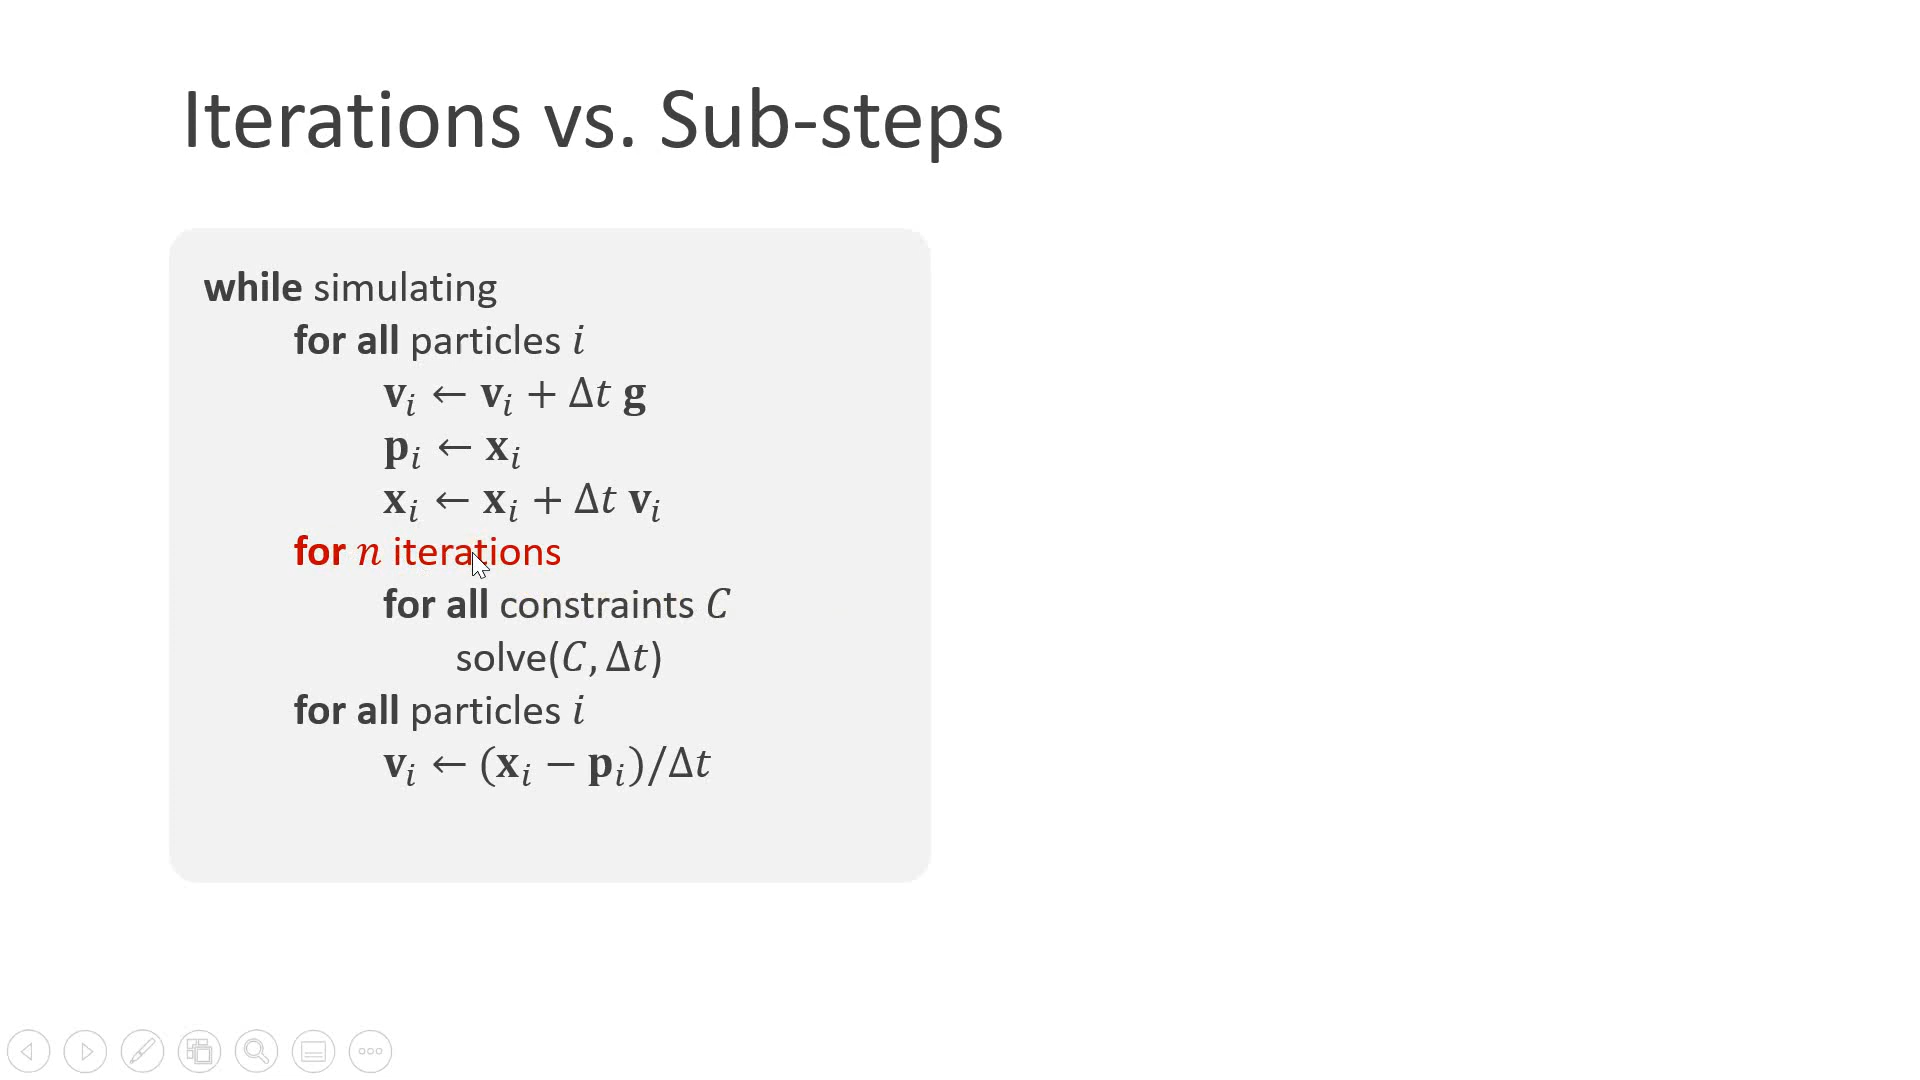 Iterations vs. Sub-steps
while simulating
for all particles 𝑖
𝐯ᵢ ← 𝐯ᵢ + Δ𝑡 𝐠
𝐩ᵢ ← 𝐱ᵢ
𝐱ᵢ ← 𝐱ᵢ + Δ𝑡 𝐯ᵢ
for 𝑛 iterations
for all constraints 𝐶
solve(𝐶, Δ𝑡)
for all particles 𝑖
𝐯ᵢ ← (𝐱ᵢ − 𝐩ᵢ)/Δ𝑡